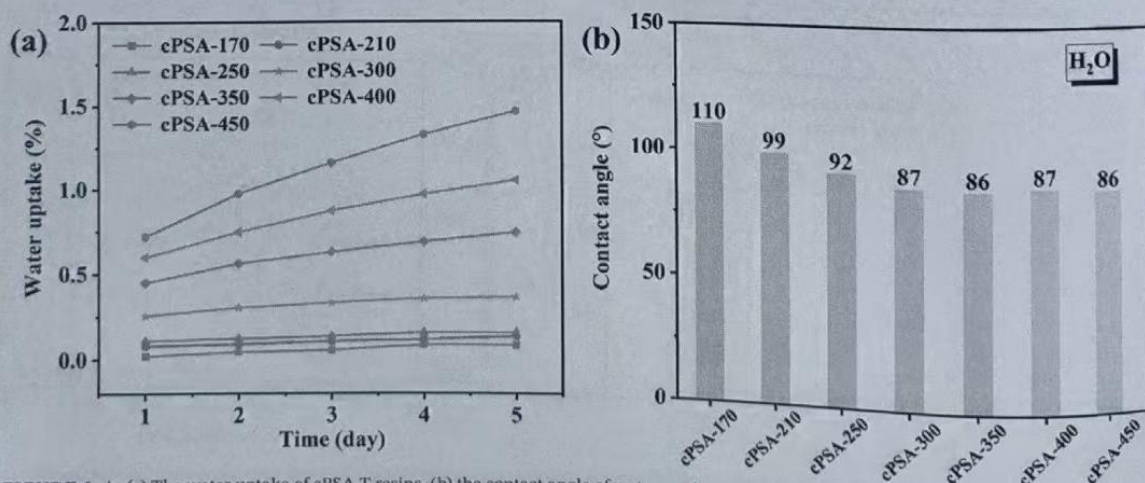 (a)
2.0
1.5
1.0
0.5
0.0
Water uptake (%)
cPSA-170 cPSA-210
cPSA-250 cPSA-300
cPSA-350 cPSA-400
cPSA-450
1 2 3 4 5
Time (day)
(b)
150
100
50
0
Contact angle (°)
H₂O
110 99 92 87 86 87 86
cPSA-170 cPSA-210 cPSA-250 cPSA-300 cPSA-350 cPSA-400 cPSA-450
(a) The water uptake of cPSA-T resins, (b) the contact angle of